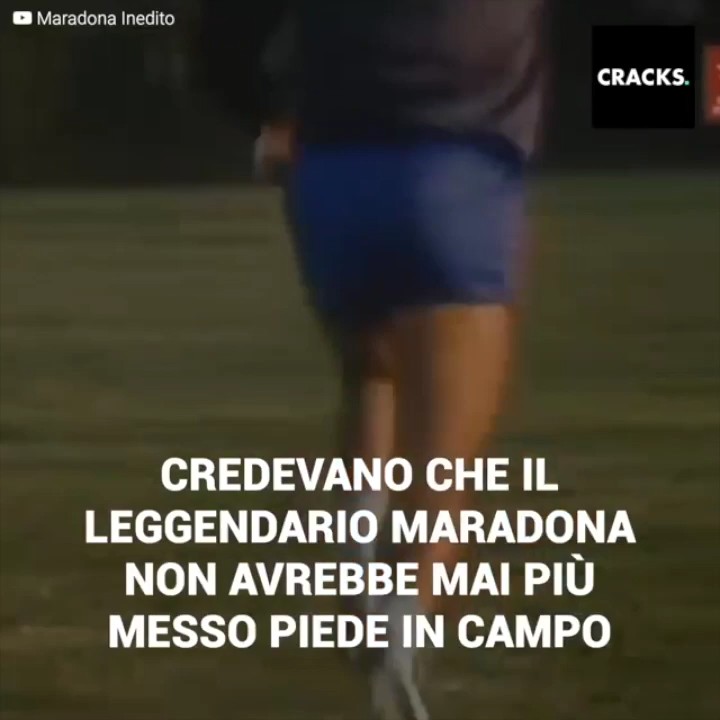 Maradona Inedito
CRACKS.
CREDEVANO CHE IL
LEGGENDARIO MARADONA
NON AVREBBE MAI PIÙ
MESSO PIEDE IN CAMPO